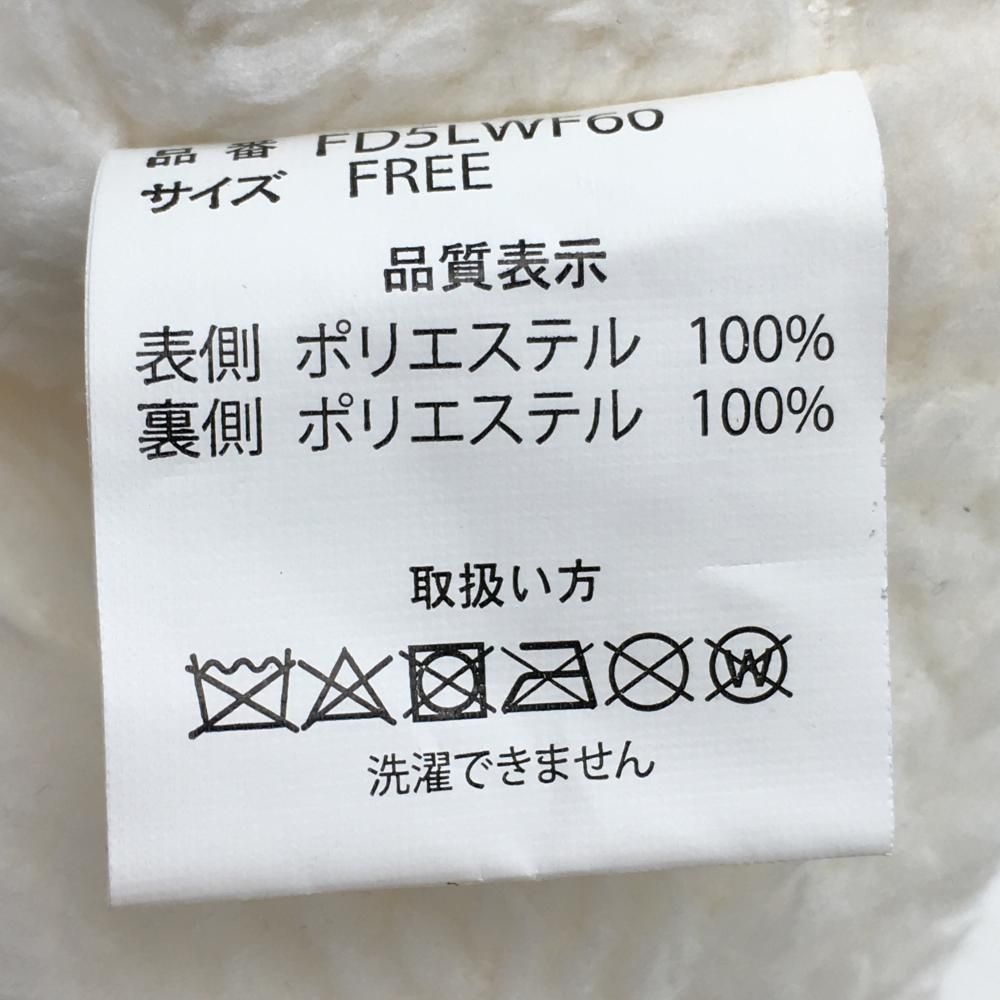 品番 FD5LWF60
サイズ FREE
品質表示
表側 ポリエステル 100%
裏側 ポリエステル 100%
取扱い方
W
洗濯できません